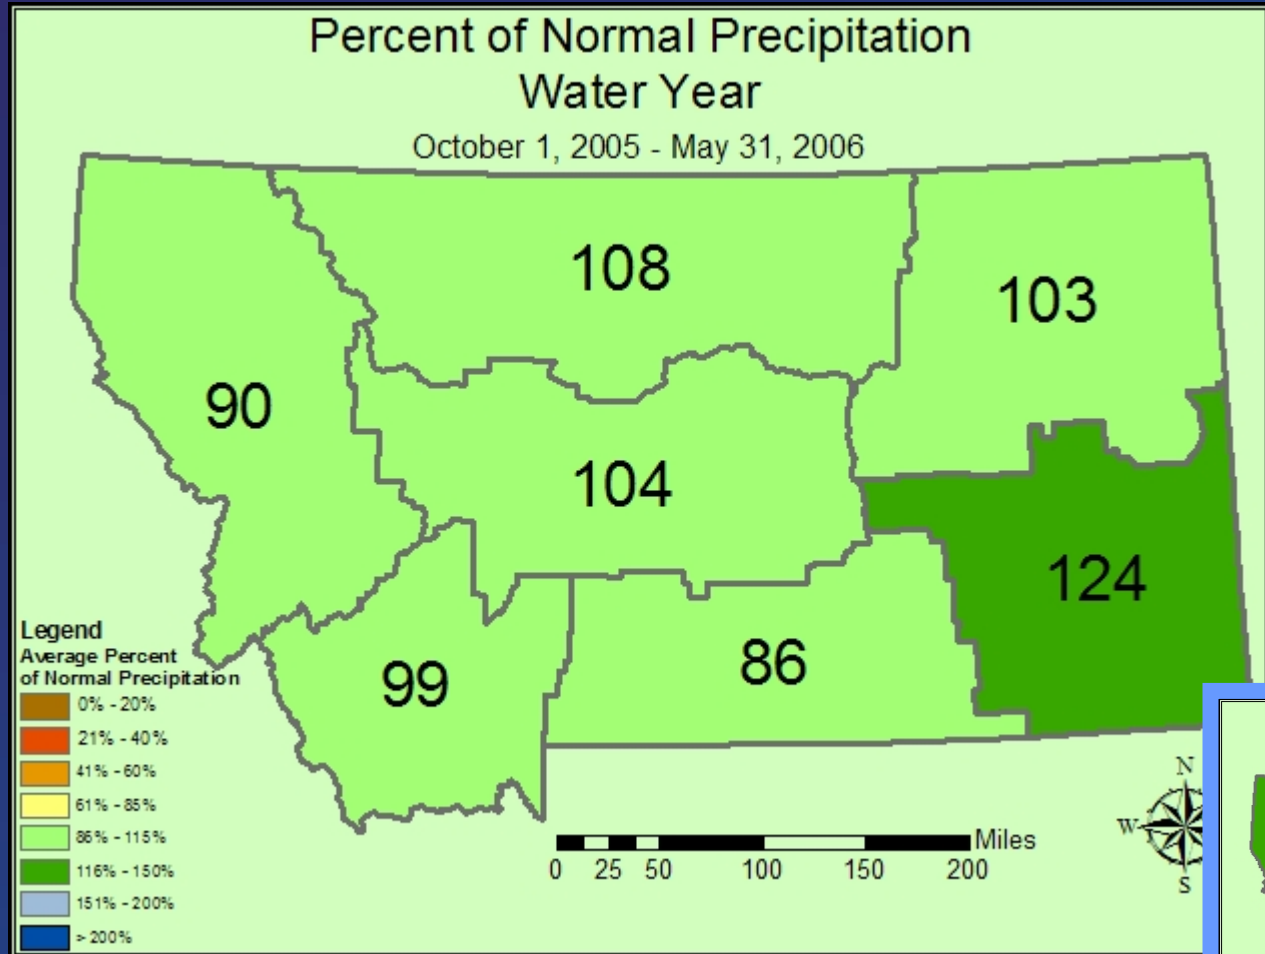 Percent of Normal Precipitation
Water Year
October 1, 2005 - May 31, 2006
108
103
90
104
124
86
99
Legend
Average Percent
of Normal Precipitation
0% - 20%
21% - 40%
41% - 60%
61% - 85%
86% - 115%
116% - 150%
151% - 200%
> 200%
N
W
S
Miles
0 25 50 100 150 200